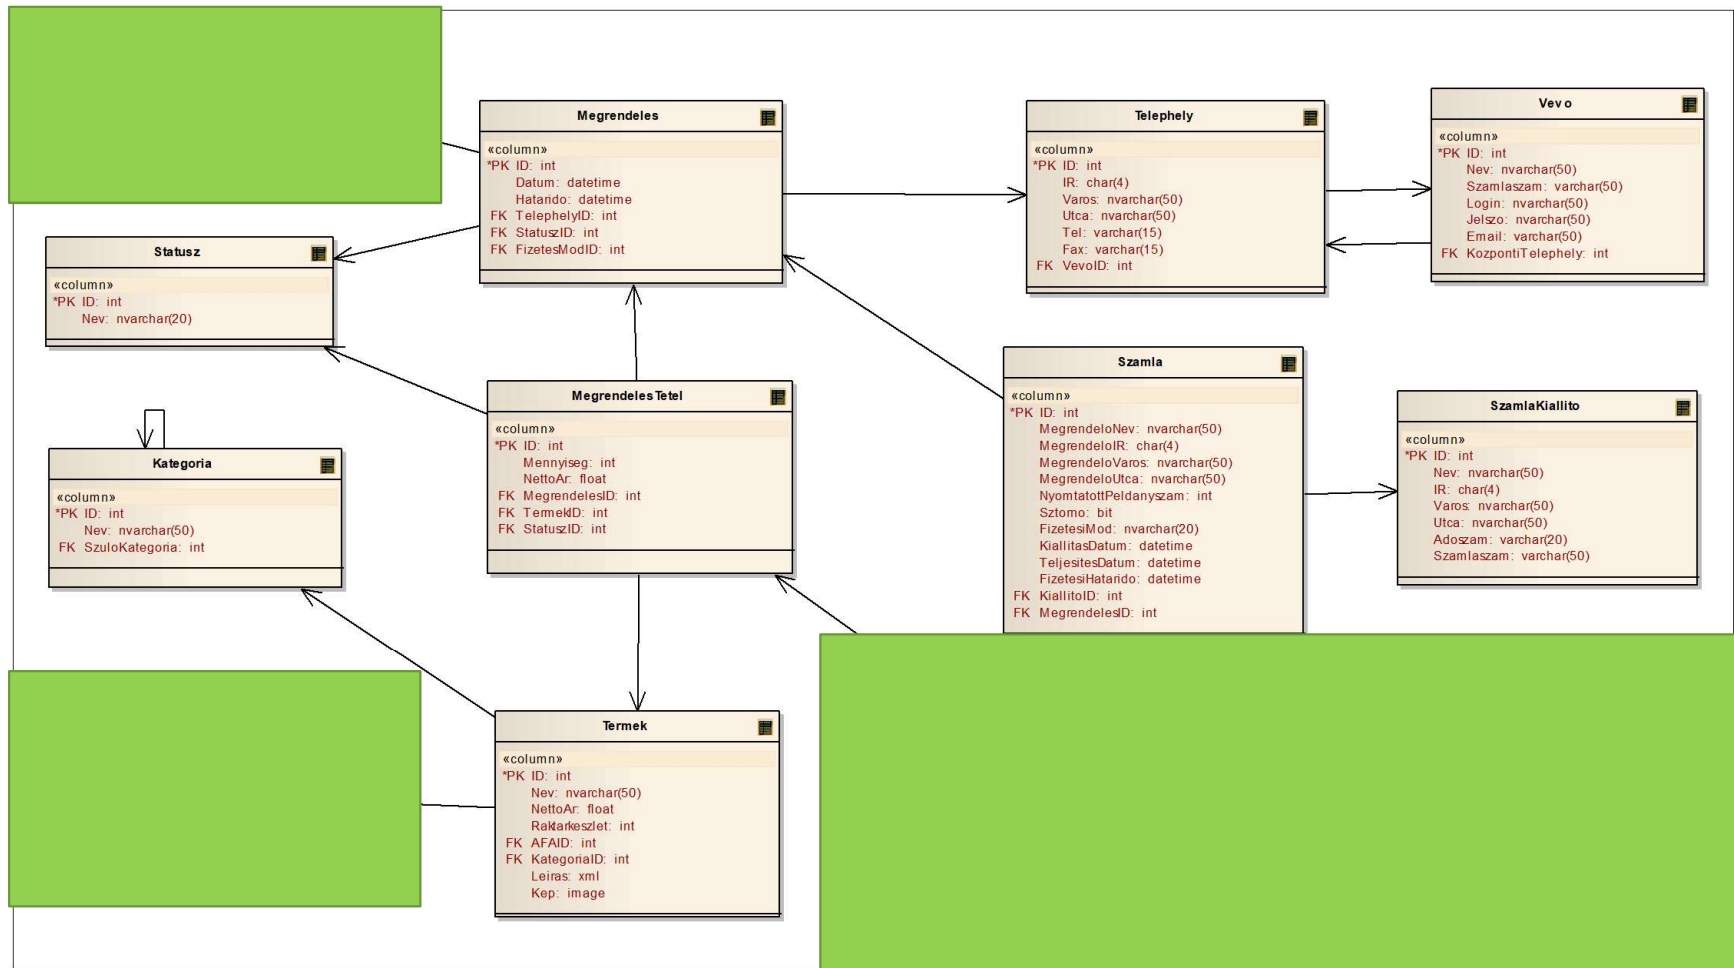 Megrendeles
«column»
*PK ID: int
Datum: datetime
Hatarido: datetime
FK TelephelyID: int
FK StatuszID: int
FK FizetesModID: int
Telephely
«column»
*PK ID: int
IR: char(4)
Varos: nvarchar(50)
Utca: nvarchar(50)
Tel: varchar(15)
Fax: varchar(15)
FK VevoID: int
Vevo
«column»
*PK ID: int
Nev: nvarchar(50)
Szamlaszam: varchar(50)
Login: nvarchar(50)
Jelszo: nvarchar(50)
Email: varchar(50)
FK KozpontiTelephely: int
Statusz
«column»
*PK ID: int
Nev: nvarchar(20)
MegrendelesTetel
«column»
*PK ID: int
Mennyiseg: int
NettoAr: float
FK MegrendelesID: int
FK TermekID: int
FK StatuszID: int
Szamla
«column»
*PK ID: int
MegrendeloNev: nvarchar(50)
MegrendeloIR: char(4)
MegrendeloVaros: nvarchar(50)
MegrendeloUtca: nvarchar(50)
NyomtatottPeldanyszam: int
Sztorno: bit
FizetesiMod: nvarchar(20)
KiallitasDatum: datetime
TeljesitesDatum: datetime
FizetesiHatarido: datetime
FK KiallitoID: int
FK MegrendelesID: int
SzamlaKiallito
«column»
*PK ID: int
Nev: nvarchar(50)
IR: char(4)
Varos: nvarchar(50)
Utca: nvarchar(50)
Adoszam: varchar(20)
Szamlaszam: varchar(50)
Kategoria
«column»
*PK ID: int
Nev: nvarchar(50)
FK SzuloKategoria: int
Termek
«column»
*PK ID: int
Nev: nvarchar(50)
NettoAr: float
Raktarkeszlet: int
FK AFAID: int
FK KategoriaID: int
Leiras: xml
Kep: image